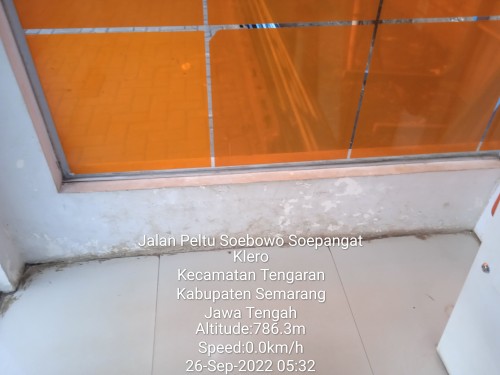 Jalan Peltu Soebowo Soepangat
Klero
Kecamatan Tengaran
Kabupaten Semarang
Jawa Tengah
Altitude:786.3m
Speed:0.0km/h
26-Sep-2022 05:32